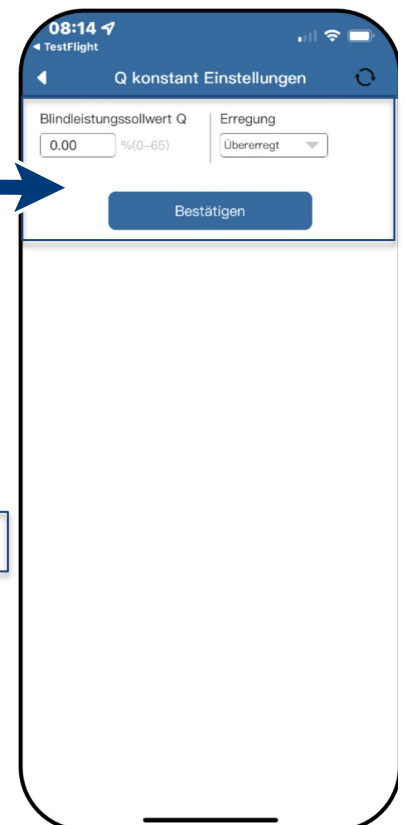 08:14
◄ TestFlight
Q konstant Einstellungen
Blindleistungssollwert Q
Erregung
0.00 %(0-65)
Übererregt
Bestätigen